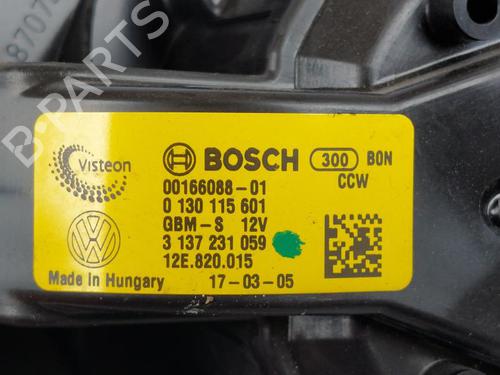 8707
B-PARTS
Visteon
BOSCH 300 B0N
CCW
00166088-01
0 130 115 601
GBM-S 12V
3 137 231 059
12E.820.015
Made In Hungary 17-03-05